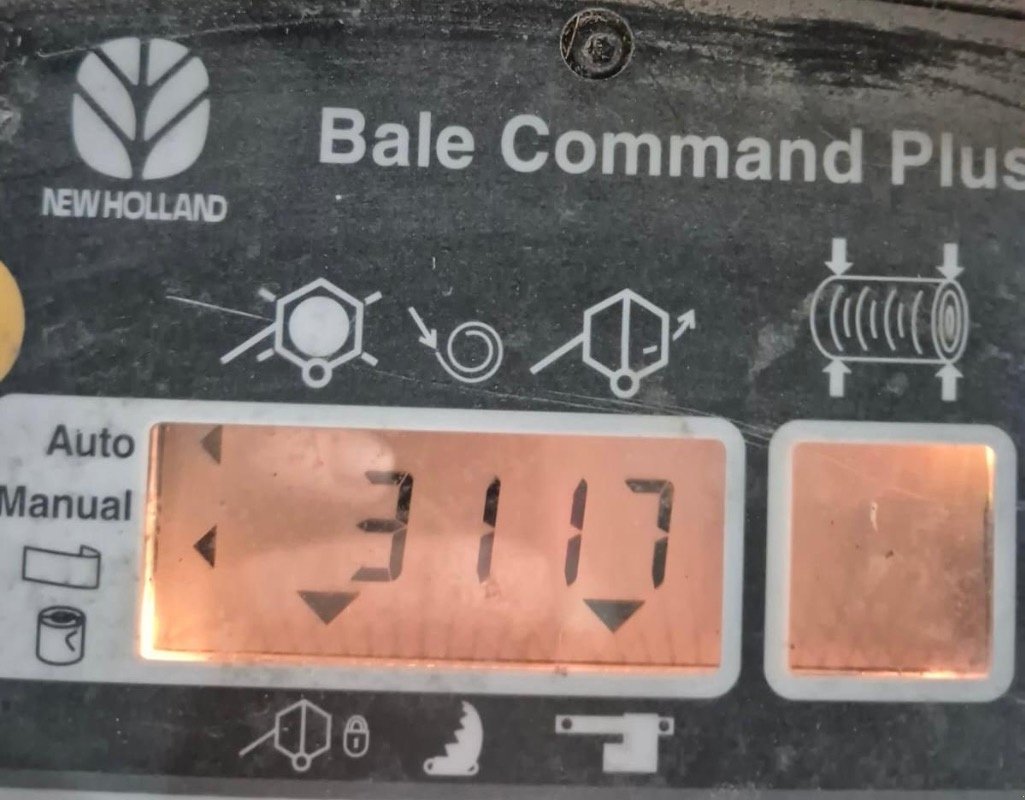 NEW HOLLAND
Bale Command Plus
Auto
Manual
3117